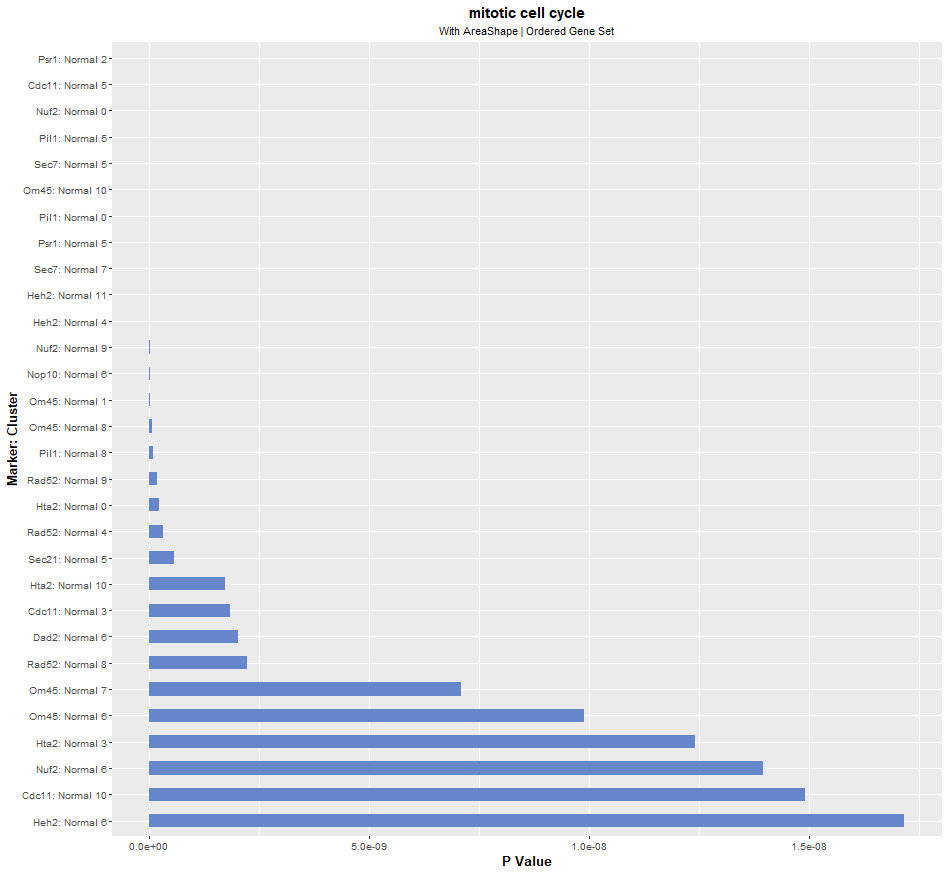 mitotic cell cycle
With AreaShape | Ordered Gene Set
Psr1: Normal 2
Cdc11: Normal 5
Nuf2: Normal 0
Pil1: Normal 5
Sec7: Normal 5
Om45: Normal 10
Pil1: Normal 0
Psr1: Normal 5
Sec7: Normal 7
Heh2: Normal 11
Heh2: Normal 4
Nuf2: Normal 9
Nop10: Normal 6
Om45: Normal 1
Om45: Normal 8
Pil1: Normal 8
Rad52: Normal 9
Hta2: Normal 0
Rad52: Normal 4
Sec21: Normal 5
Hta2: Normal 10
Cdc11: Normal 3
Dad2: Normal 6
Rad52: Normal 8
Om45: Normal 7
Om45: Normal 6
Hta2: Normal 3
Nuf2: Normal 6
Cdc11: Normal 10
Heh2: Normal 6
Marker: Cluster
0.0e+00 5.0e-09 1.0e-08 1.5e-08
P Value